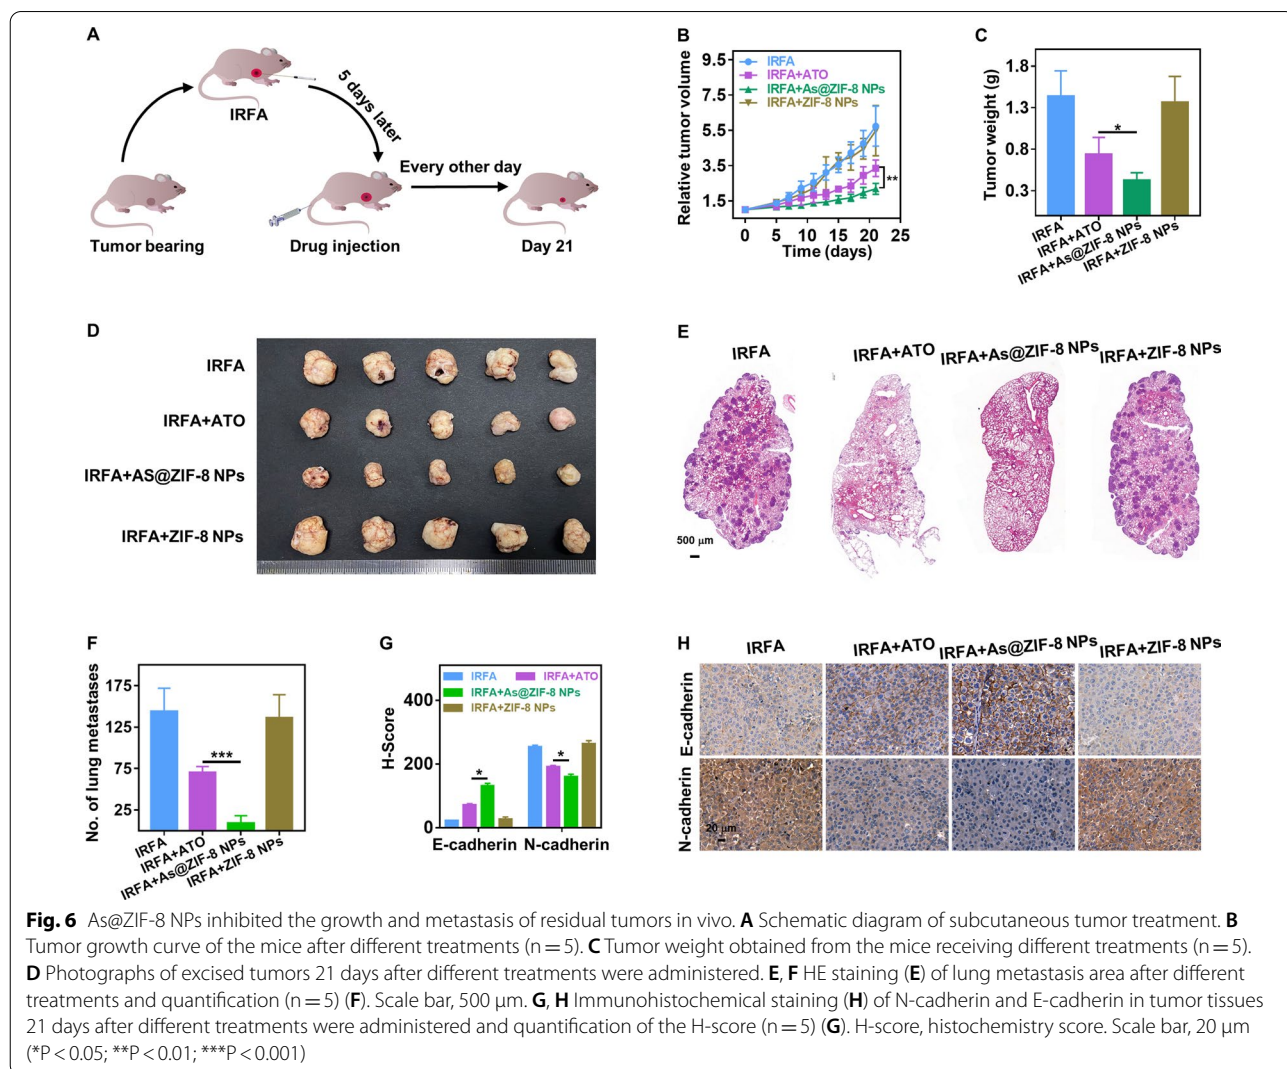 A
IRFA
5 days later
Every other day
Tumor bearing
Drug injection
Day 21
B
Relative tumor volume
9.5
7.5
5.5
3.5
1.5
IRFA
IRFA+ATO
IRFA+As@ZIF-8 NPs
IRFA+ZIF-8 NPs
**
0 5 10 15 20 25
Time (days)
C
Tumor weight (g)
1.8
1.3
0.8
0.3
*
IRFA
IRFA+ATO
IRFA+As@ZIF-8 NPs
IRFA+ZIF-8 NPs
D
IRFA
IRFA+ATO
IRFA+AS@ZIF-8 NPs
IRFA+ZIF-8 NPs
E
IRFA
IRFA+ATO
IRFA+As@ZIF-8 NPs
IRFA+ZIF-8 NPs
500 μm
F
No. of lung metastases
175
125
75
25
***
IRFA
IRFA+ATO
IRFA+As@ZIF-8 NPs
IRFA+ZIF-8 NPs
G
H-Score
400
200
0
IRFA
IRFA+ATO
IRFA+As@ZIF-8 NPs
IRFA+ZIF-8 NPs
*
*
E-cadherin N-cadherin
H
IRFA
IRFA+ATO
IRFA+As@ZIF-8 NPs
IRFA+ZIF-8 NPs
E-cadherin
N-cadherin
20 μm
Fig. 6 As@ZIF-8 NPs inhibited the growth and metastasis of residual tumors in vivo. A Schematic diagram of subcutaneous tumor treatment. B
Tumor growth curve of the mice after different treatments (n = 5). C Tumor weight obtained from the mice receiving different treatments (n = 5).
D Photographs of excised tumors 21 days after different treatments were administered. E, F HE staining (E) of lung metastasis area after different
treatments and quantification (n = 5) (F). Scale bar, 500 μm. G, H Immunohistochemical staining (H) of N-cadherin and E-cadherin in tumor tissues
21 days after different treatments were administered and quantification of the H-score (n = 5) (G). H-score, histochemistry score. Scale bar, 20 μm
(*P < 0.05; **P < 0.01; ***P < 0.001)